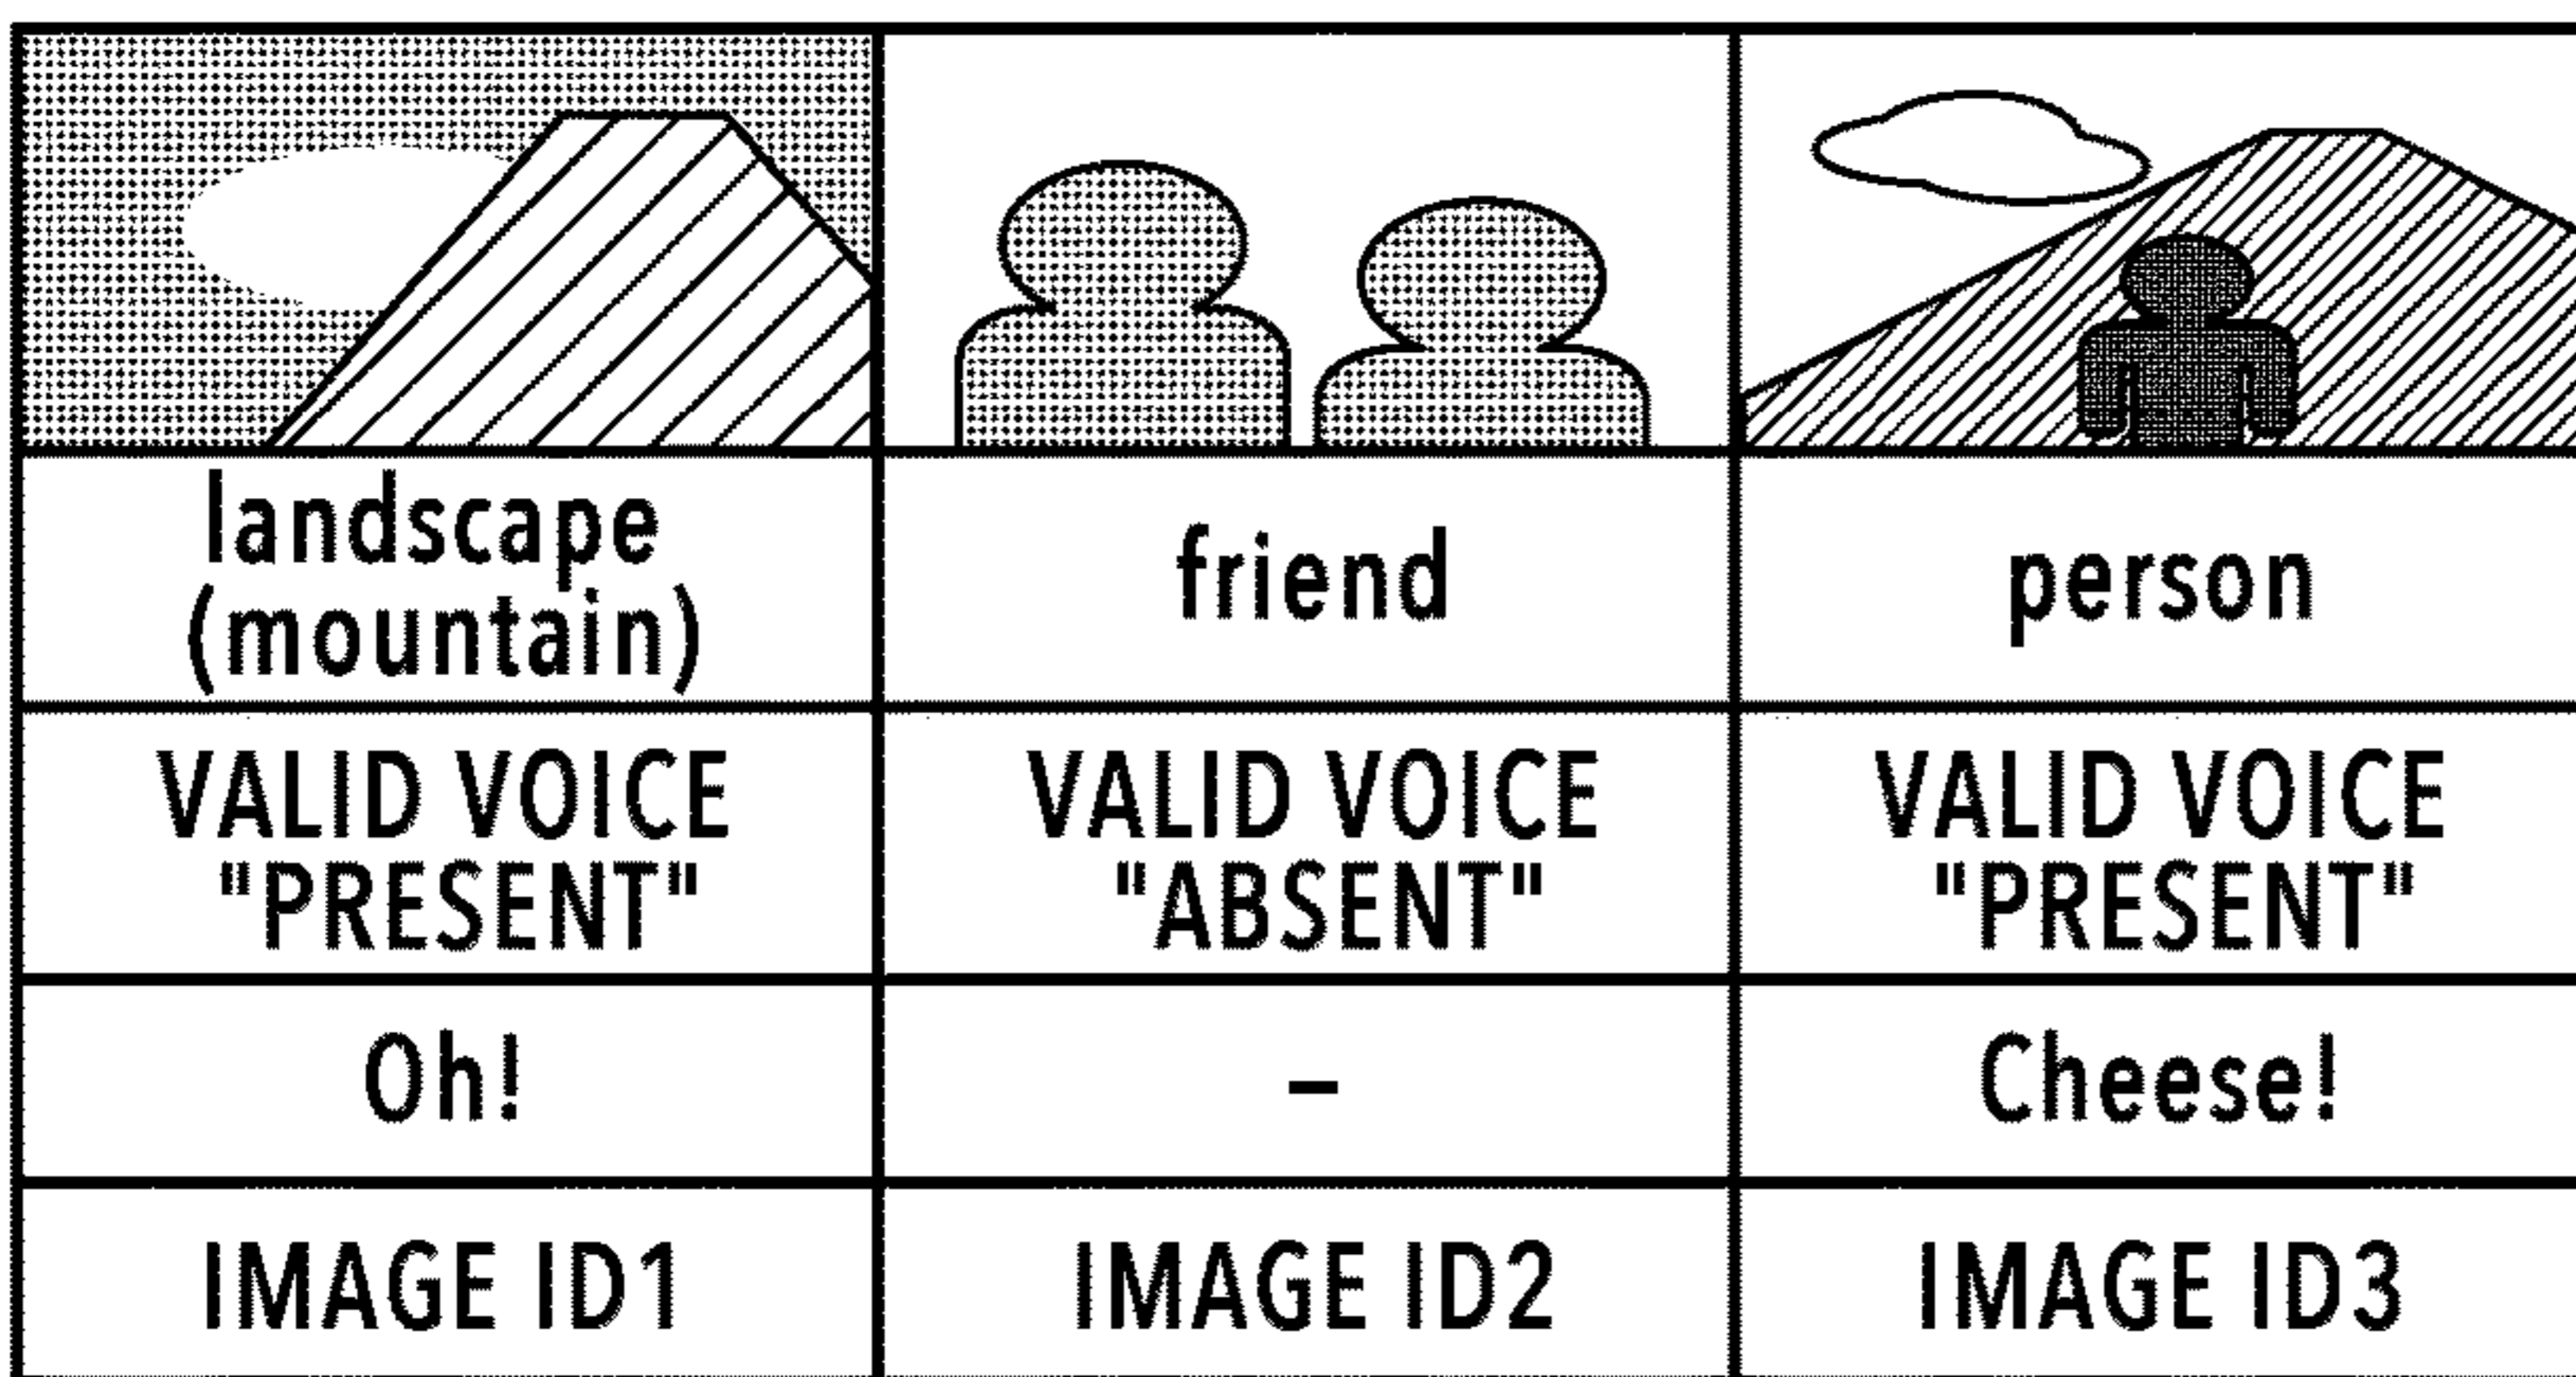 landscape
(mountain)
friend
person
VALID VOICE
"PRESENT"
VALID VOICE
"ABSENT"
VALID VOICE
"PRESENT"
Oh!
–
Cheese!
IMAGE ID1
IMAGE ID2
IMAGE ID3